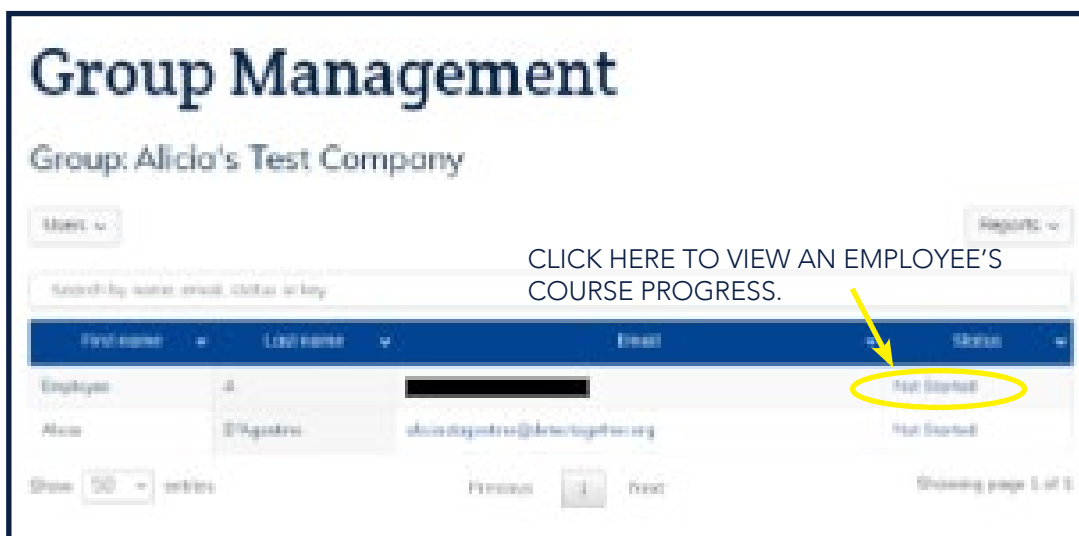 Group Management
Group: Alicia's Test Company
Users
Reports
CLICK HERE TO VIEW AN EMPLOYEE'S
COURSE PROGRESS.
Search by name, email, status or key
First name Last name Email Status
Employee A Not Started
Alicia D'Agostino Not Started
Show 50 entries Previous 1 Next Showing page 1 of 1